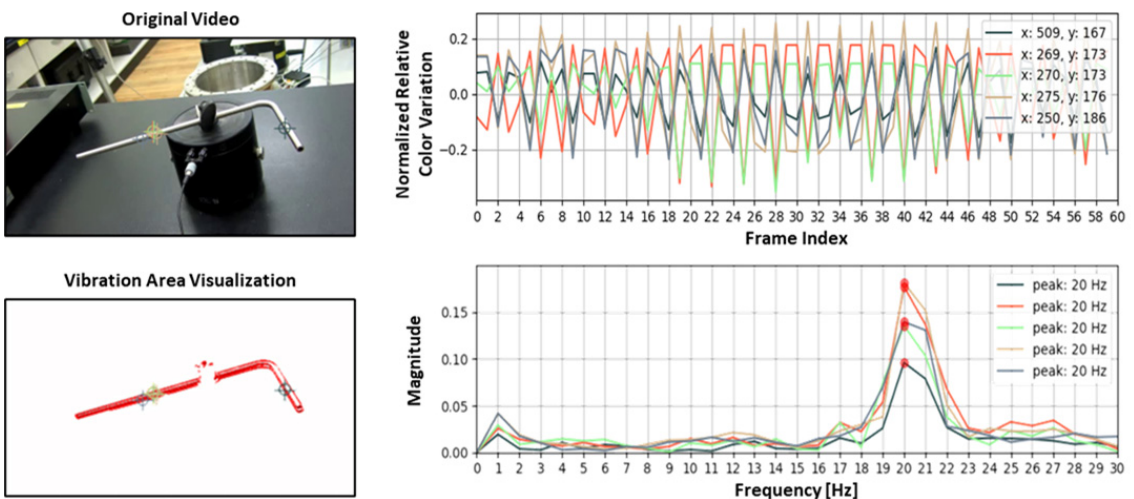 Original Video
Normalized Relative
Color Variation
0.2
0.0
−0.2
x: 509, y: 167
x: 269, y: 173
x: 270, y: 173
x: 275, y: 176
x: 250, y: 186
0 2 4 6 8 10 12 14 16 18 20 22 24 26 28 30 32 34 36 38 40 42 44 46 48 50 52 54 56 58 60
Frame Index
Vibration Area Visualization
Magnitude
0.15
0.10
0.05
0.00
peak: 20 Hz
peak: 20 Hz
peak: 20 Hz
peak: 20 Hz
peak: 20 Hz
0 1 2 3 4 5 6 7 8 9 10 11 12 13 14 15 16 17 18 19 20 21 22 23 24 25 26 27 28 29 30
Frequency [Hz]